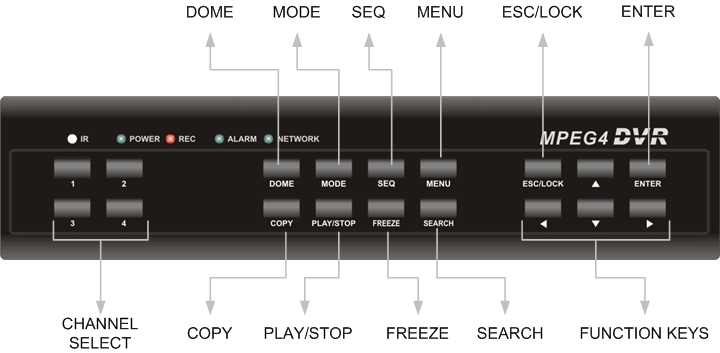 DOME MODE SEQ MENU ESC/LOCK ENTER
IR POWER REC ALARM NETWORK MPEG4 DVR
1 2 DOME MODE SEQ MENU ESC/LOCK ▲ ENTER
3 4 COPY PLAY/STOP FREEZE SEARCH ◄ ▼ ►
CHANNEL
SELECT
COPY PLAY/STOP FREEZE SEARCH FUNCTION KEYS